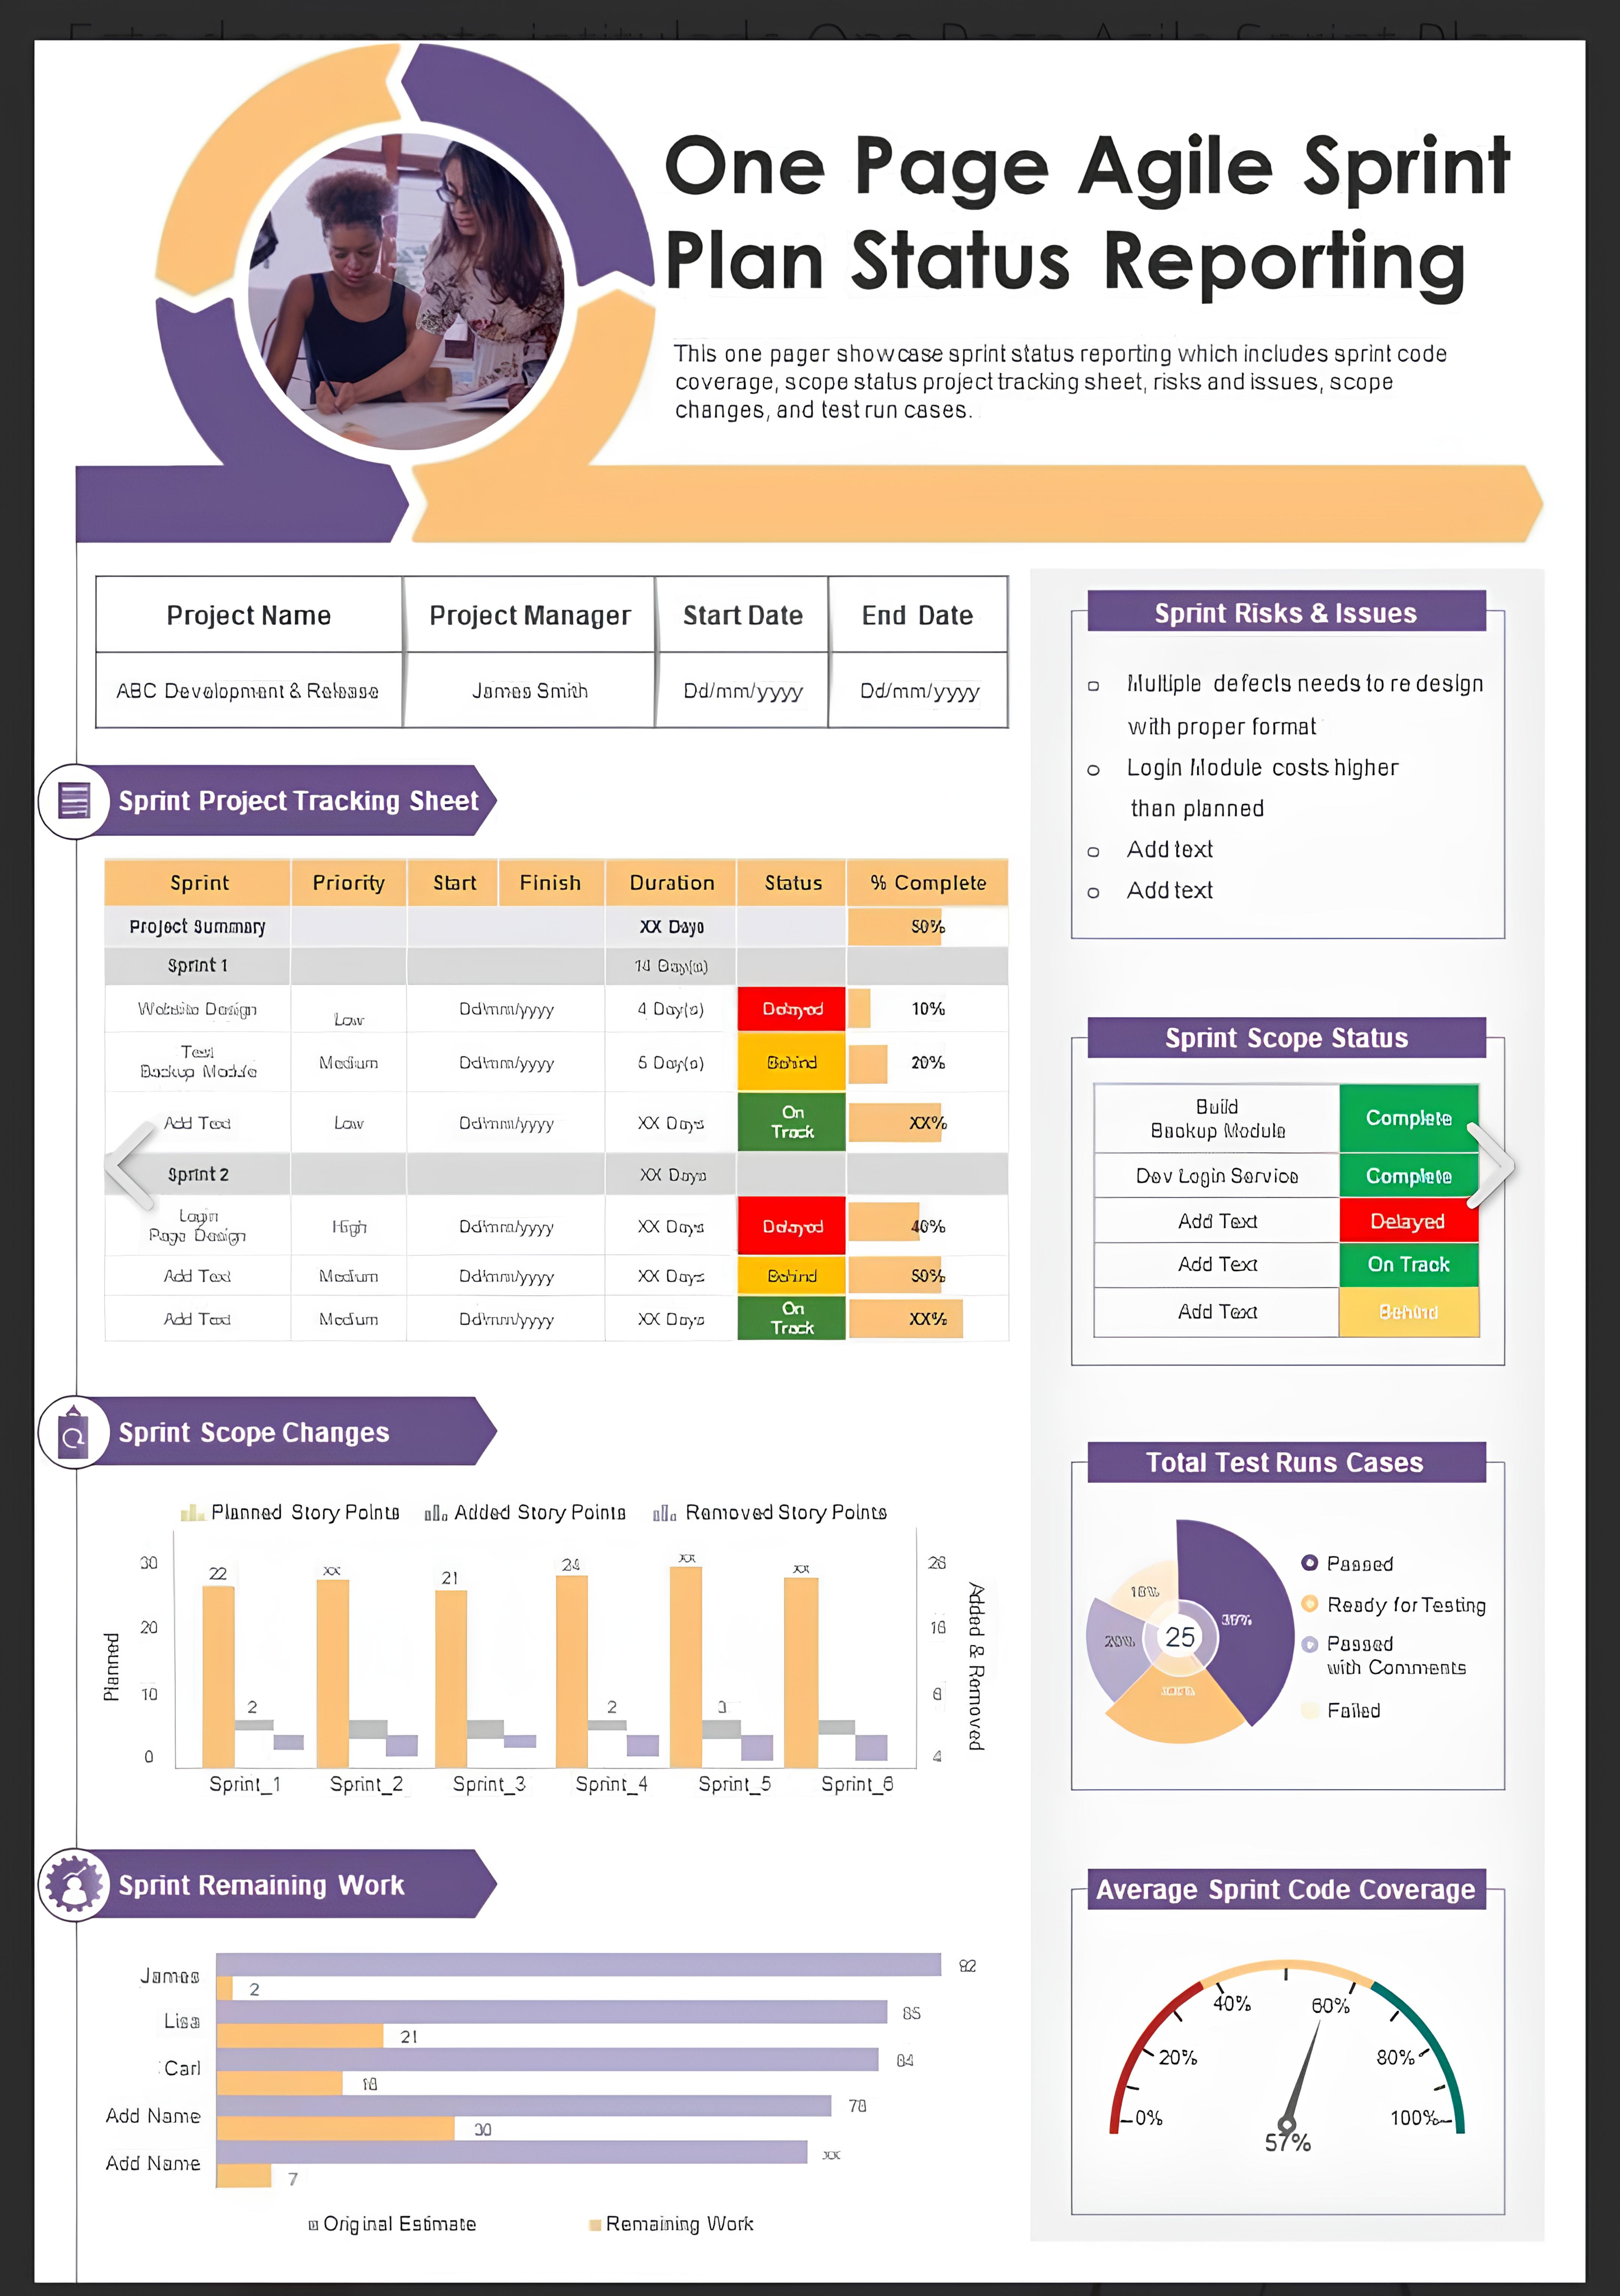 One Page Agile Sprint
Plan Status Reporting
This one pager showcase sprint status reporting which includes sprint code
coverage, scope status project tracking sheet, risks and issues, scope
changes, and test run cases.
Project Name Project Manager Start Date End Date
ABC Development & Release James Smith Dd/mm/yyyy Dd/mm/yyyy
Sprint Project Tracking Sheet
Sprint Priority Start Finish Duration Status % Complete
Project Summary XX Days 50%
Sprint 1 14 Day(s)
Website Design Low Dd/mm/yyyy 4 Day(s) Delayed 10%
Test
Backup Module Medium Dd/mm/yyyy 5 Day(s) Behind 20%
Add Text Low Dd/mm/yyyy XX Days On
Track XX%
Sprint 2 XX Days
Login
Page Design High Dd/mm/yyyy XX Days Delayed 40%
Add Text Medium Dd/mm/yyyy XX Days Behind 50%
Add Text Medium Dd/mm/yyyy XX Days On
Track XX%
Sprint Scope Changes
Planned Story Points Added Story Points Removed Story Points
Planned
30
20
10
0
22 xx 21 24 xx xx
2 2
Added & Removed
26
16
6
4
Sprint_1 Sprint_2 Sprint_3 Sprint_4 Sprint_5 Sprint_6
Sprint Remaining Work
James 92
2
Lisa 85
21
Carl 84
Add Name 78
30
Add Name xx
7
Original Estimate Remaining Work
Sprint Risks & Issues
Multiple defects needs to re design
with proper format
Login Module costs higher
than planned
Add text
Add text
Sprint Scope Status
Build
Backup Module Complete
Dev Login Service Complete
Add Text Delayed
Add Text On Track
Add Text Behind
Total Test Runs Cases
25
20%
Passed
Ready for Testing
Passed
with Comments
Failed
Average Sprint Code Coverage
0%
20%
40%
60%
80%
100%
57%